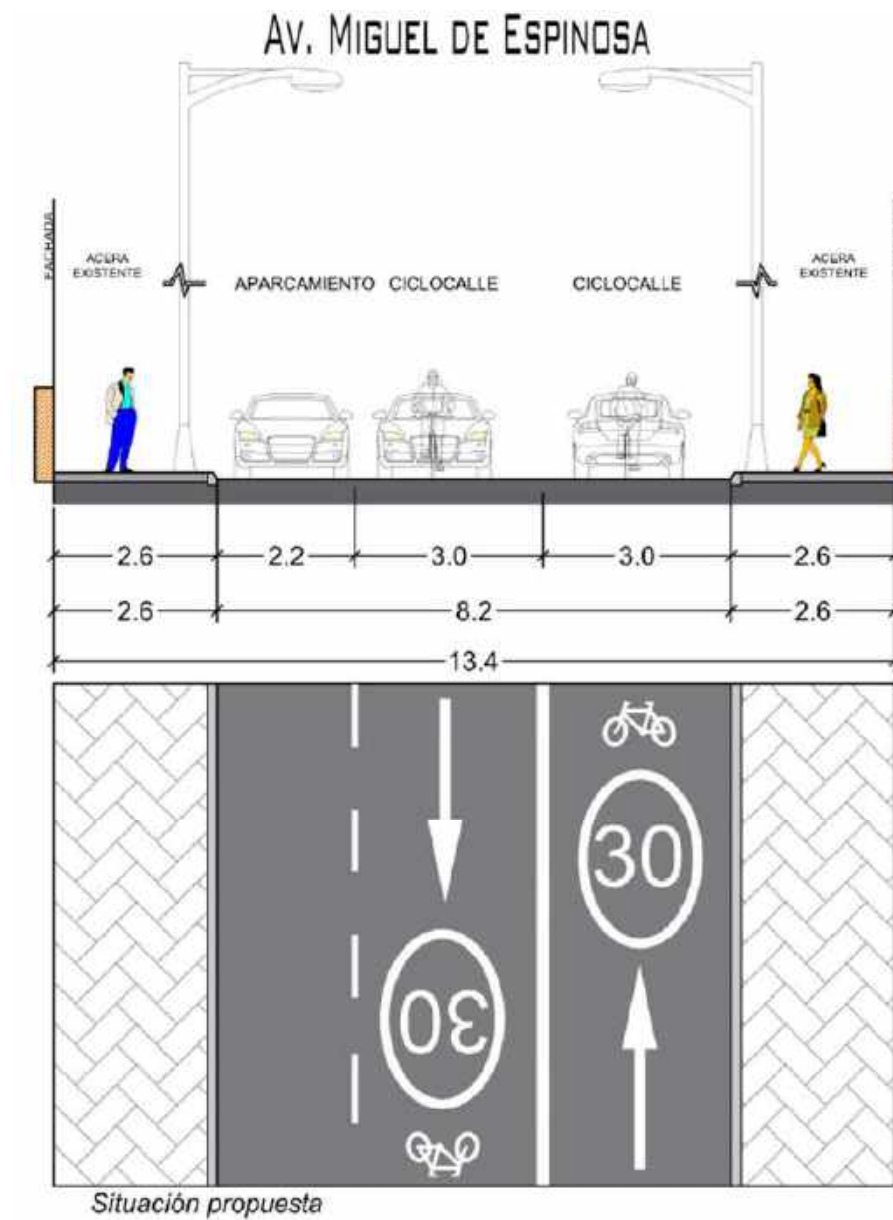 AV. MIGUEL DE ESPINOSA
FACHADA
ACERA
EXISTENTE
APARCAMIENTO CICLOCALLE CICLOCALLE
ACERA
EXISTENTE
2.6 2.2 3.0 3.0 2.6
2.6 8.2 2.6
13.4
30
30
Situación propuesta